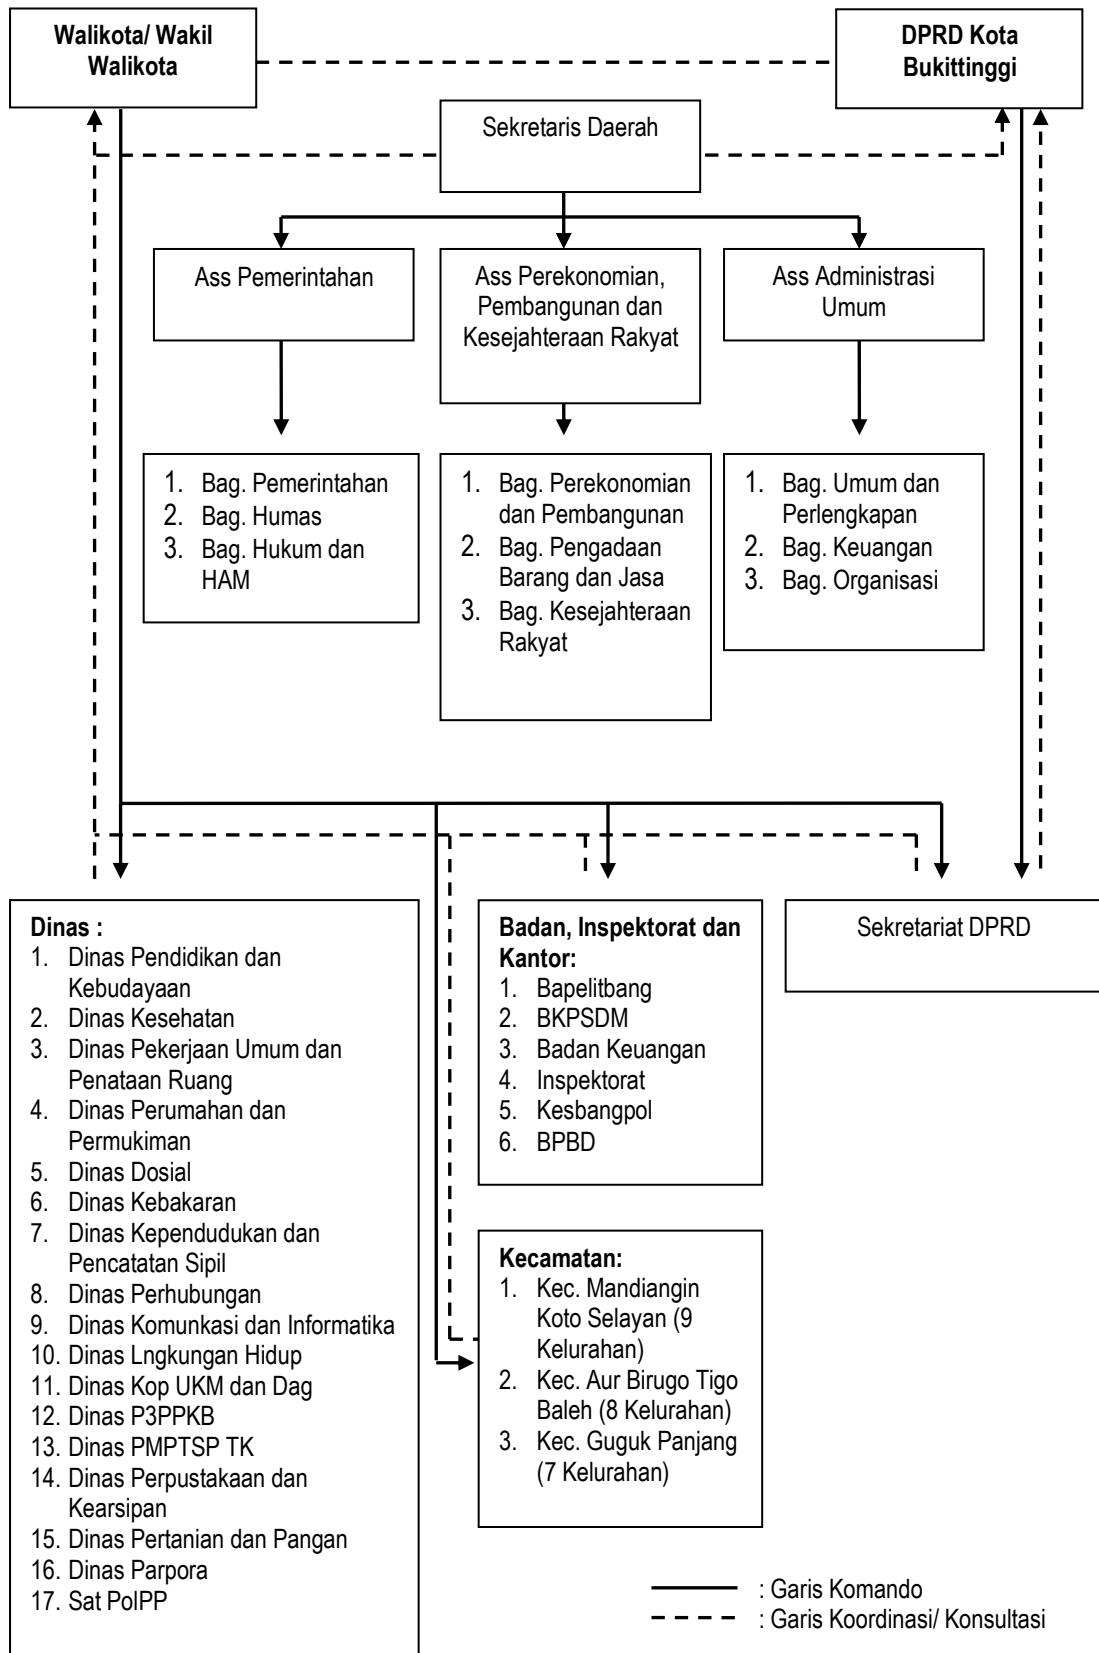 Walikota/ Wakil
Walikota
DPRD Kota
Bukittinggi
Sekretaris Daerah
Ass Pemerintahan
Ass Perekonomian,
Pembangunan dan
Kesejahteraan Rakyat
Ass Administrasi
Umum
1. Bag. Pemerintahan
2. Bag. Humas
3. Bag. Hukum dan
HAM
1. Bag. Perekonomian
dan Pembangunan
2. Bag. Pengadaan
Barang dan Jasa
3. Bag. Kesejahteraan
Rakyat
1. Bag. Umum dan
Perlengkapan
2. Bag. Keuangan
3. Bag. Organisasi
Dinas :
1. Dinas Pendidikan dan
Kebudayaan
2. Dinas Kesehatan
3. Dinas Pekerjaan Umum dan
Penataan Ruang
4. Dinas Perumahan dan
Permukiman
5. Dinas Dosial
6. Dinas Kebakaran
7. Dinas Kependudukan dan
Pencatatan Sipil
8. Dinas Perhubungan
9. Dinas Komunkasi dan Informatika
10. Dinas Lngkungan Hidup
11. Dinas Kop UKM dan Dag
12. Dinas P3PPKB
13. Dinas PMPTSP TK
14. Dinas Perpustakaan dan
Kearsipan
15. Dinas Pertanian dan Pangan
16. Dinas Parpora
17. Sat PolPP
Badan, Inspektorat dan
Kantor:
1. Bapelitbang
2. BKPSDM
3. Badan Keuangan
4. Inspektorat
5. Kesbangpol
6. BPBD
Sekretariat DPRD
Kecamatan:
1. Kec. Mandiangin
Koto Selayan (9
Kelurahan)
2. Kec. Aur Birugo Tigo
Baleh (8 Kelurahan)
3. Kec. Guguk Panjang
(7 Kelurahan)
: Garis Komando
: Garis Koordinasi/ Konsultasi